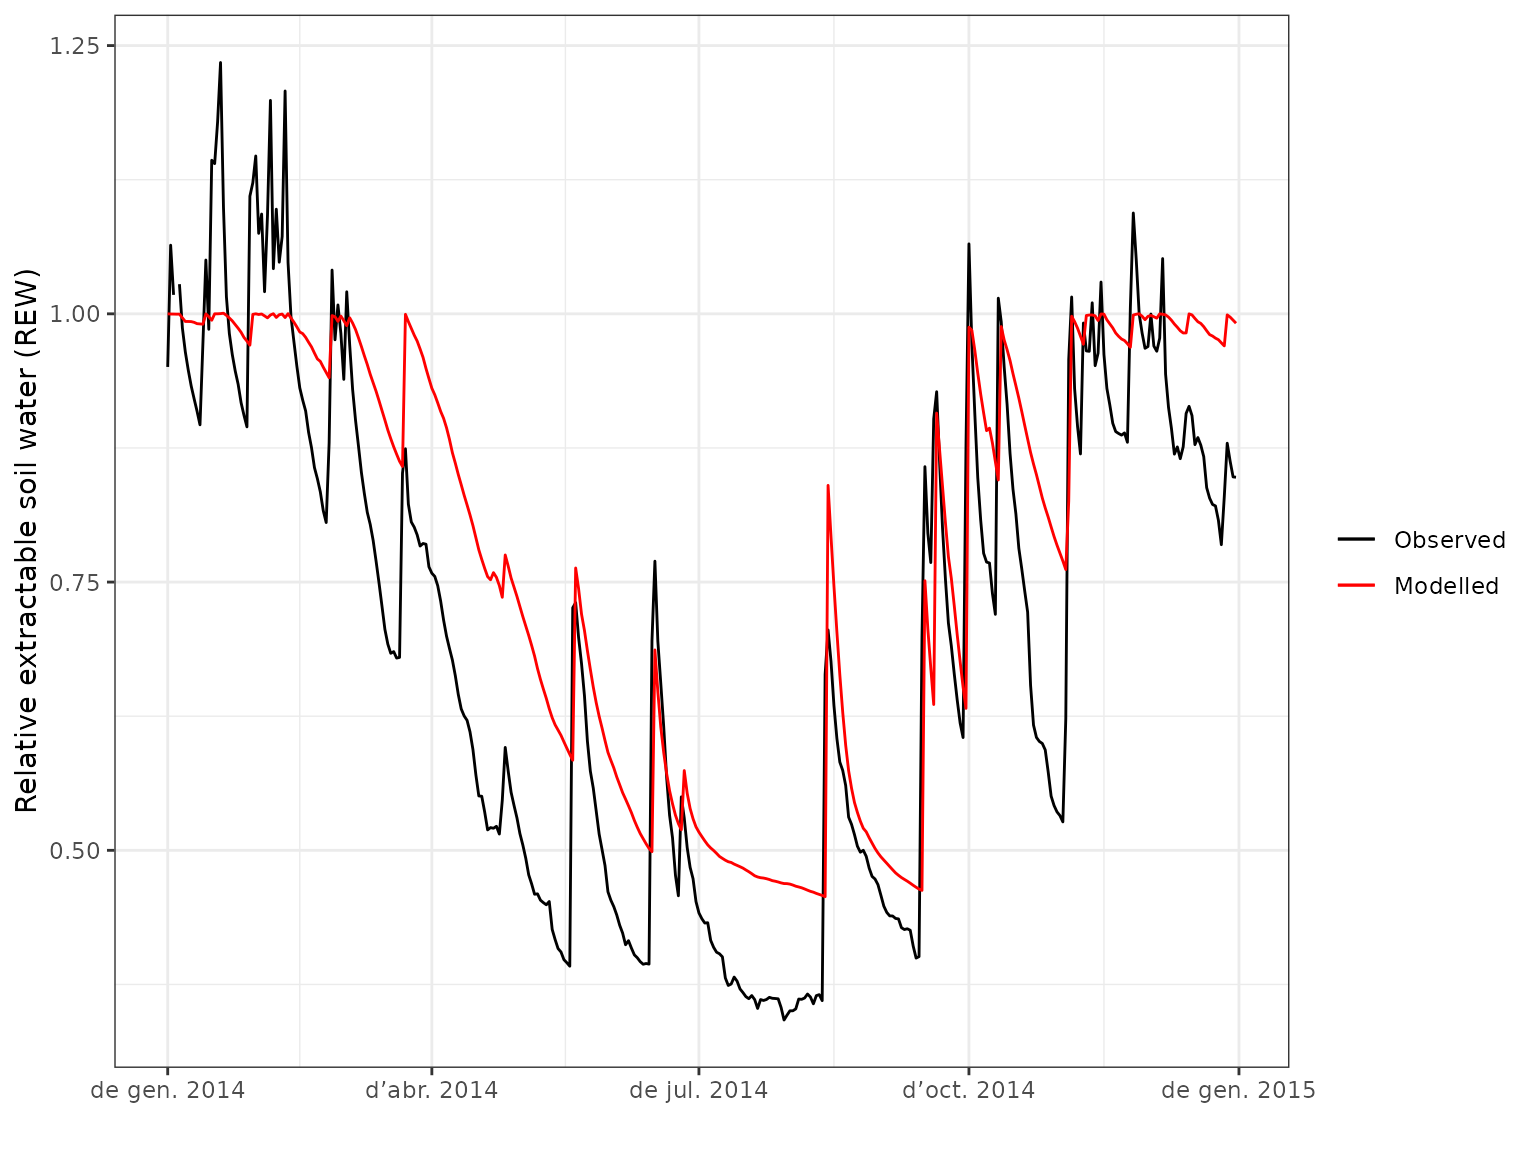 Relative extractable soil water (REW)
1.25
1.00
0.75
0.50
de gen. 2014
d’abr. 2014
de jul. 2014
d’oct. 2014
de gen. 2015
Observed
Modelled